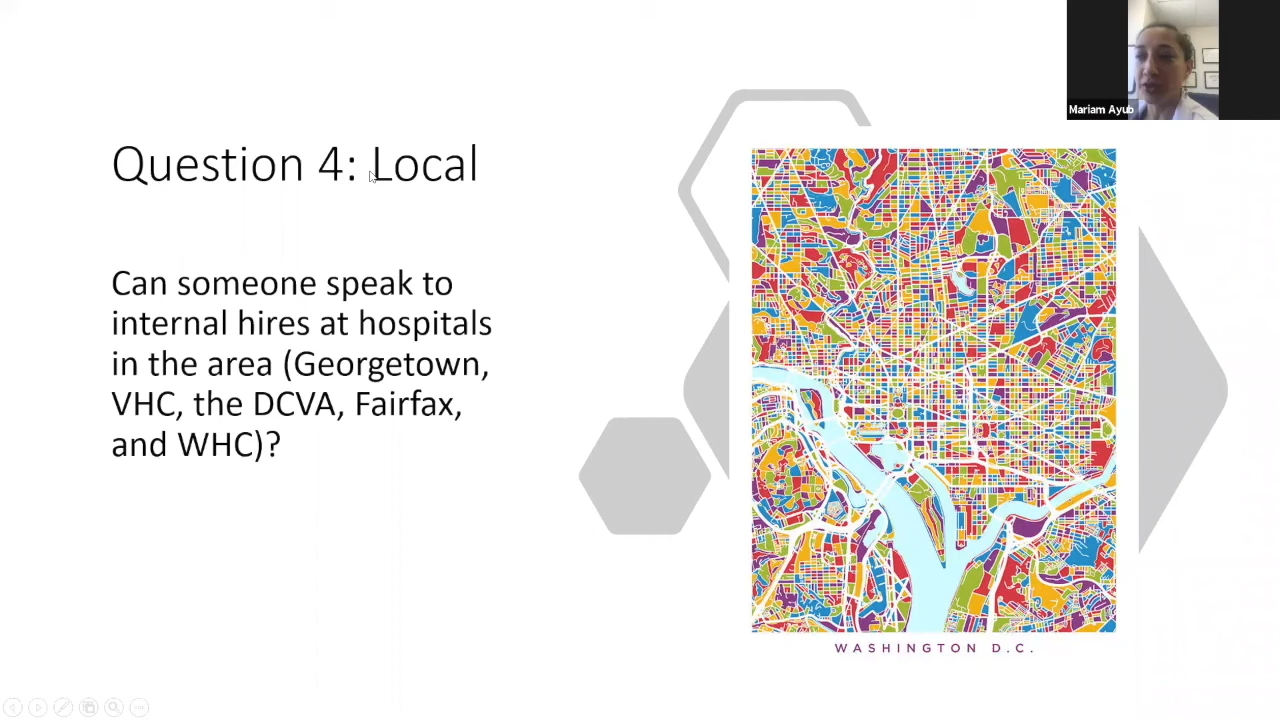 Mariam Ayub
Question 4: Local
Can someone speak to
internal hires at hospitals
in the area (Georgetown,
VHC, the DCVA, Fairfax,
and WHC)?
WASHINGTON D.C.